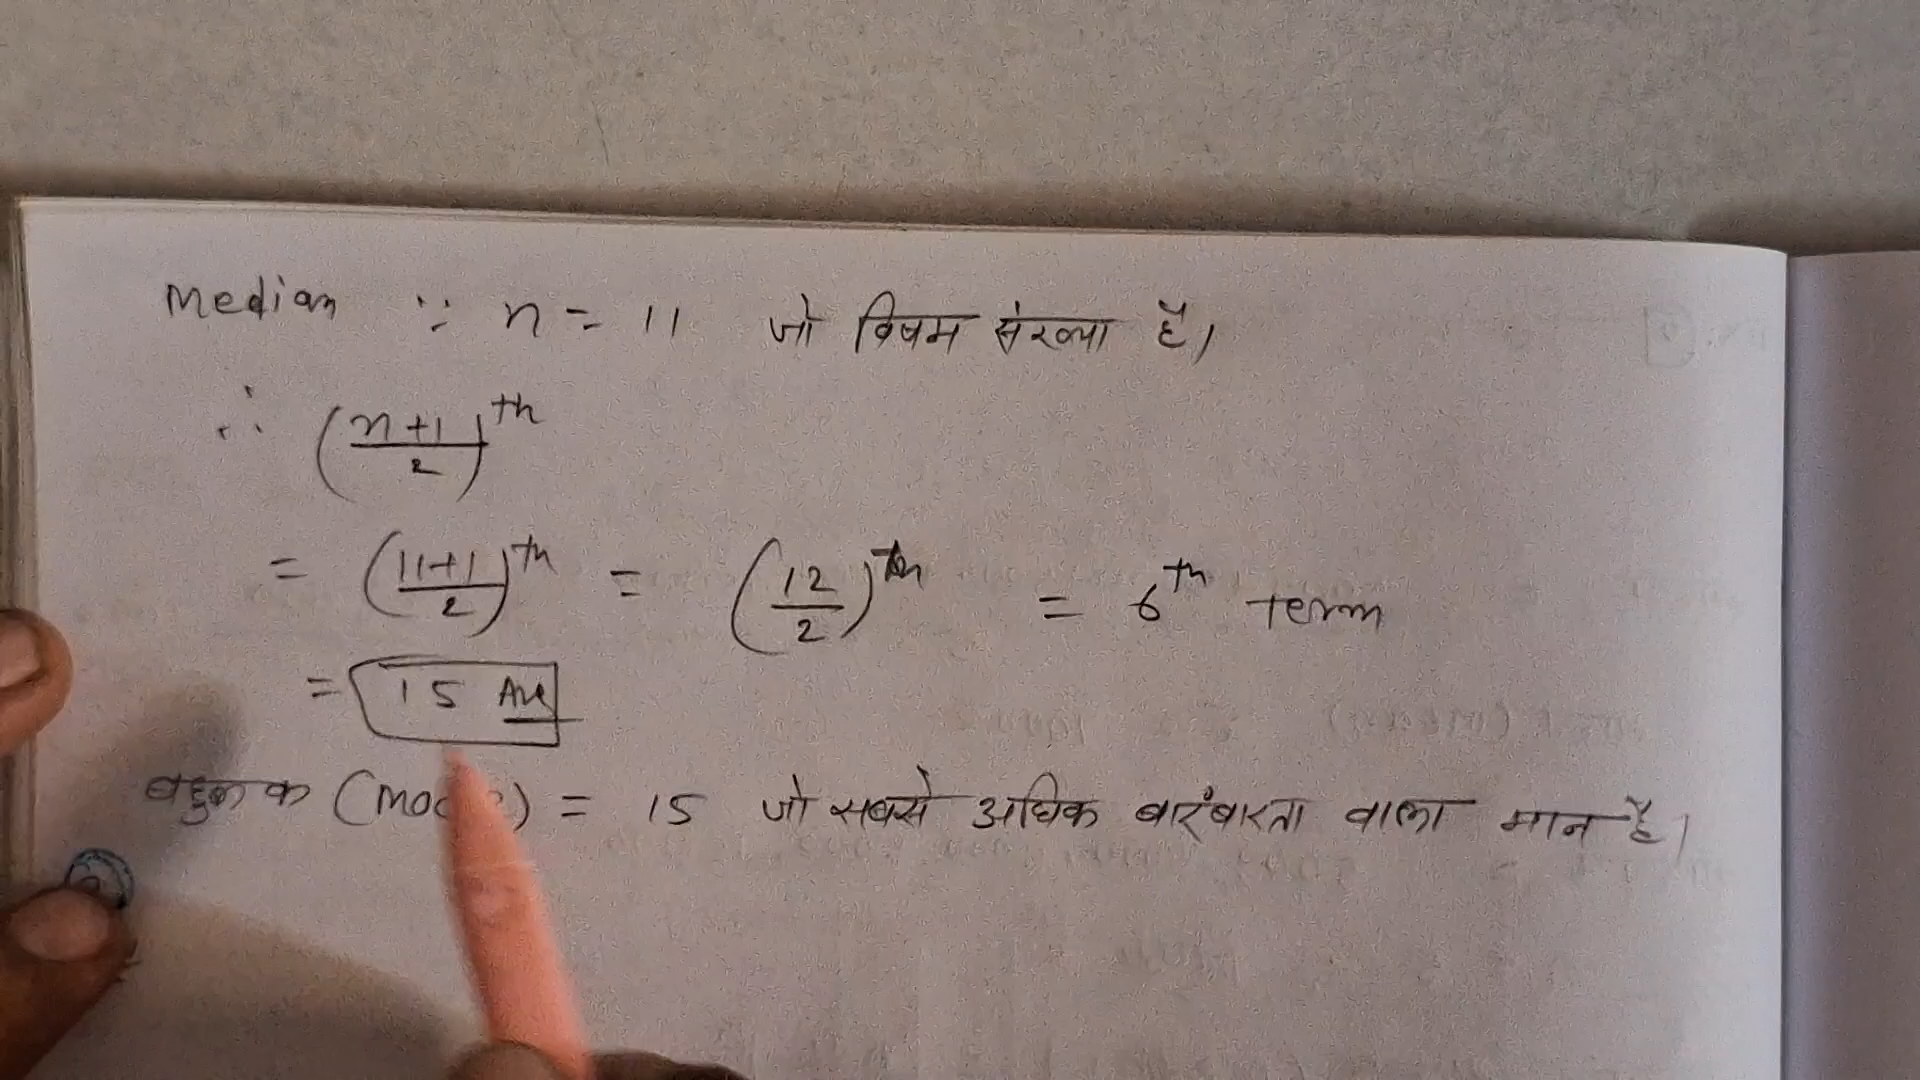 Median ∵ n = 11 जो विषम संख्या है।
∴ (n+1/2)th
= (11+1/2)th = (12/2)th = 6th term
= 15 Ans
बहुलक (mode) = 15 जो सबसे अधिक बारंबारता वाला मान है।